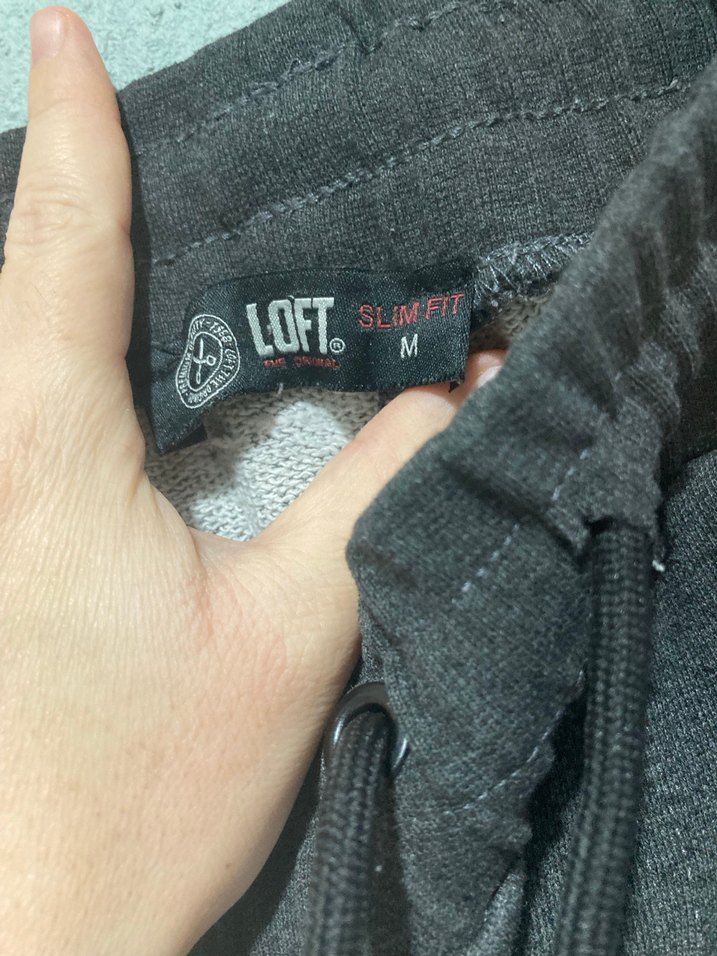 LOFT®
THE ORIGINAL
SLIM FIT
M